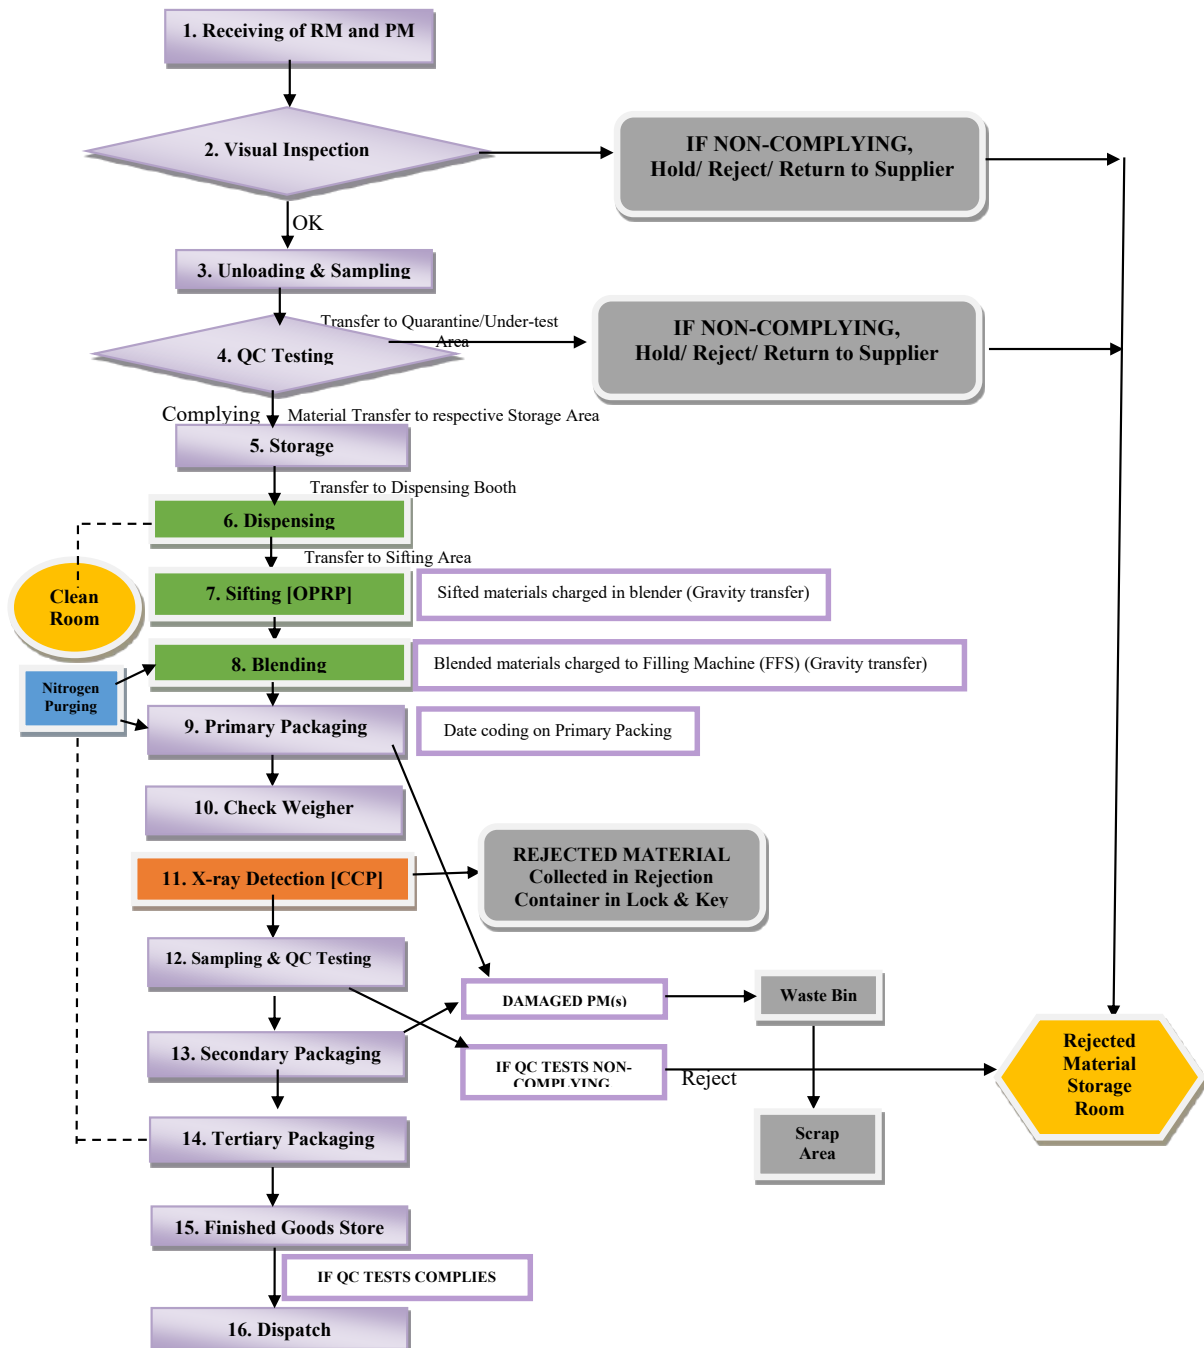 1. Receiving of RM and PM
2. Visual Inspection
IF NON-COMPLYING,
Hold/ Reject/ Return to Supplier
OK
3. Unloading & Sampling
Transfer to Quarantine/Under-test
Area
4. QC Testing
IF NON-COMPLYING,
Hold/ Reject/ Return to Supplier
Complying
Material Transfer to respective Storage Area
5. Storage
Transfer to Dispensing Booth
6. Dispensing
Transfer to Sifting Area
Clean
Room
7. Sifting [OPRP]
Sifted materials charged in blender (Gravity transfer)
8. Blending
Blended materials charged to Filling Machine (FFS) (Gravity transfer)
Nitrogen
Purging
9. Primary Packaging
Date coding on Primary Packing
10. Check Weigher
11. X-ray Detection [CCP]
REJECTED MATERIAL
Collected in Rejection
Container in Lock & Key
12. Sampling & QC Testing
DAMAGED PM(s)
Waste Bin
13. Secondary Packaging
IF QC TESTS NON-
COMPLYING
Reject
Rejected
Material
Storage
Room
14. Tertiary Packaging
Scrap
Area
15. Finished Goods Store
IF QC TESTS COMPLIES
16. Dispatch